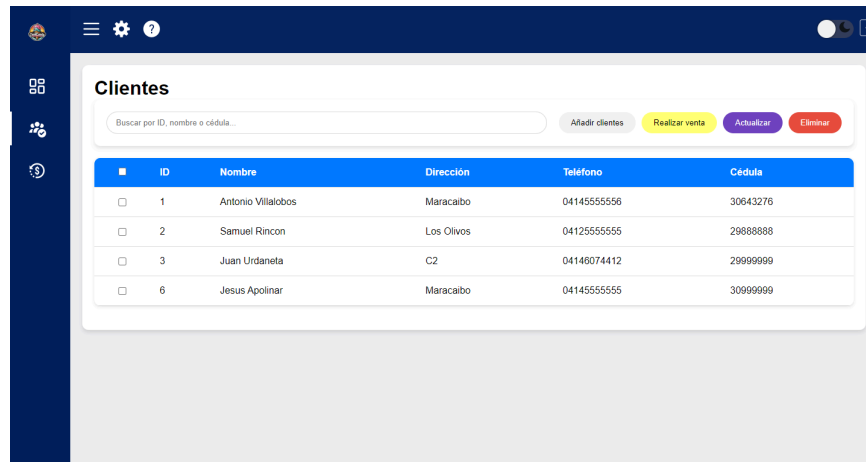 ?
Clientes
Buscar por ID, nombre o cédula... Añadir clientes Realizar venta Actualizar Eliminar
ID Nombre Dirección Teléfono Cédula
1 Antonio Villalobos Maracaibo 04145555556 30643276
2 Samuel Rincon Los Olivos 04125555555 29888888
3 Juan Urdaneta C2 04146074412 29999999
6 Jesus Apolinar Maracaibo 04145555555 30999999